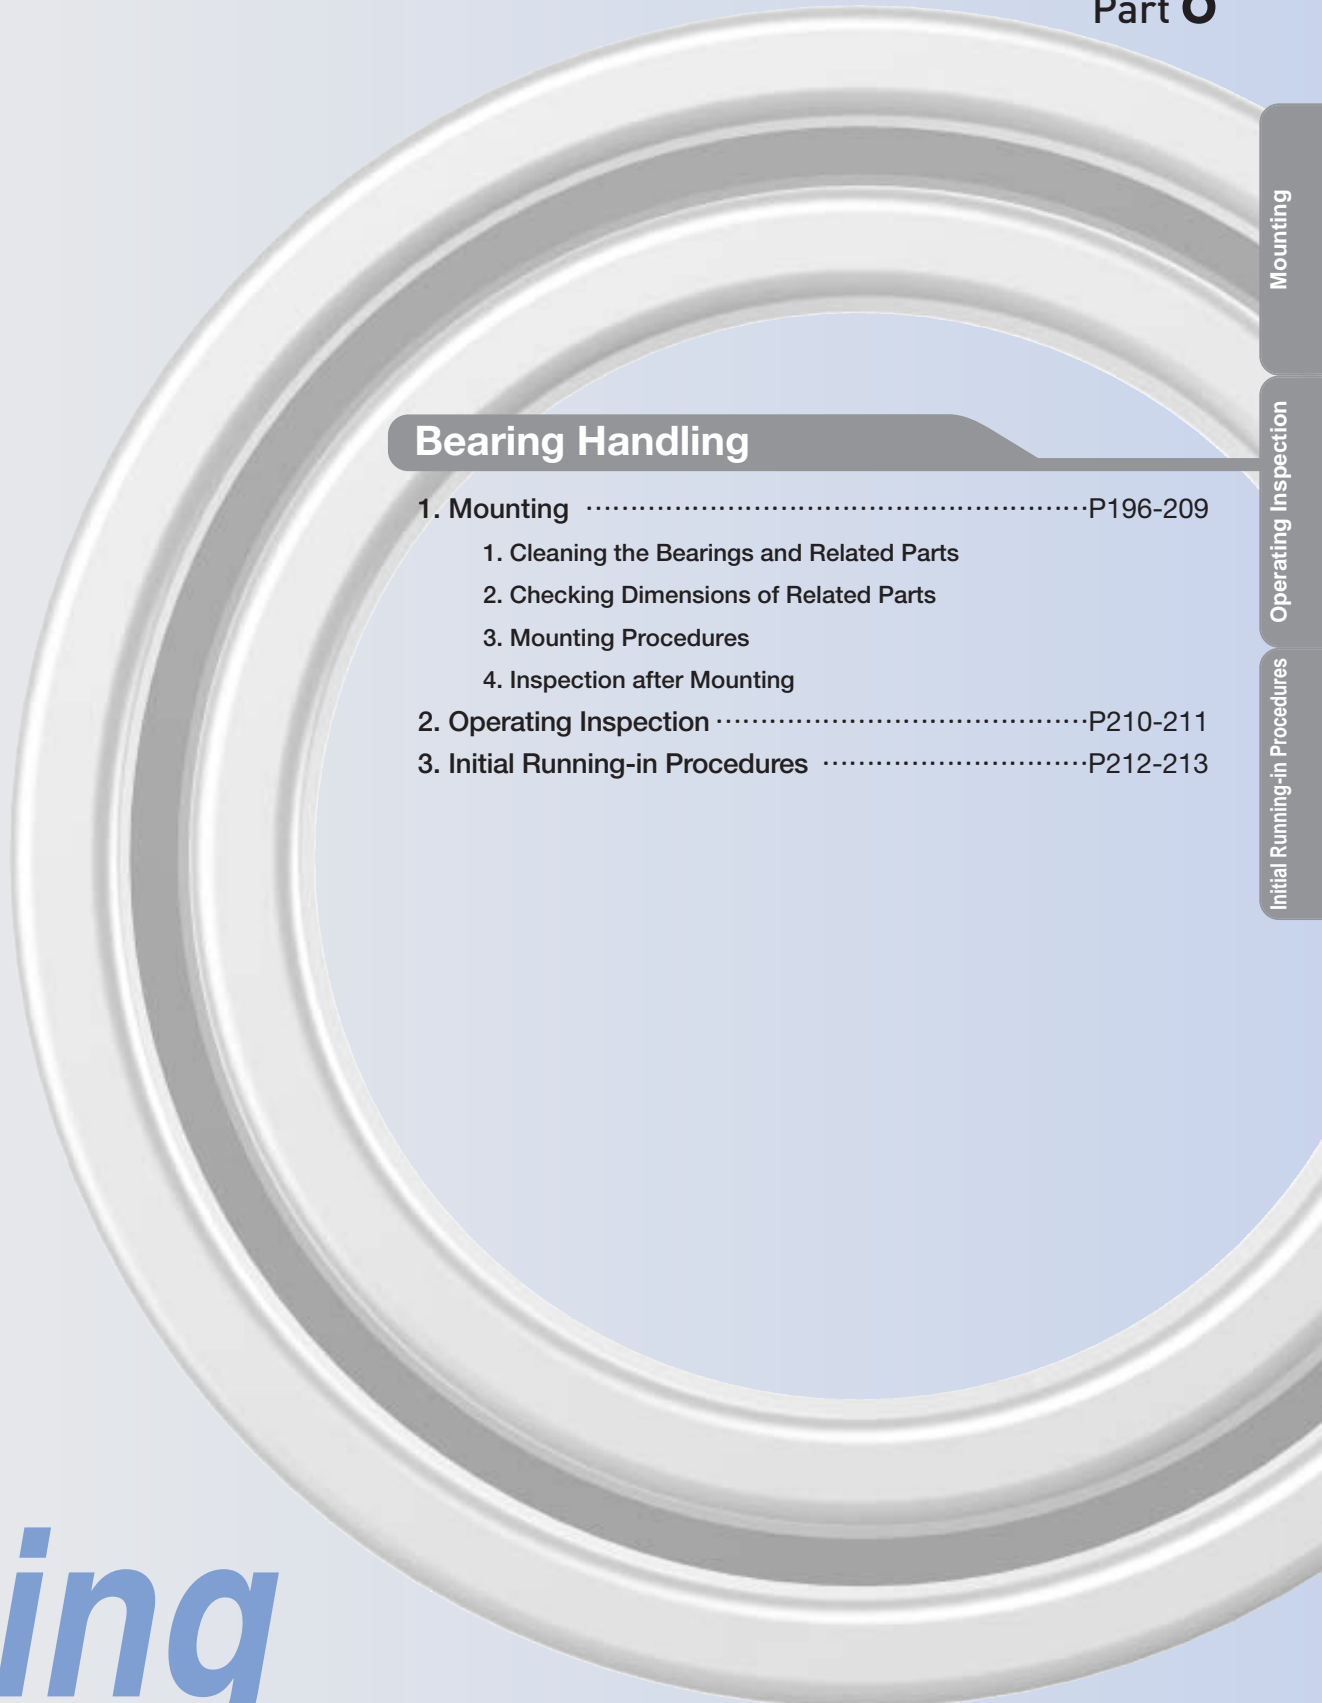 Part
Mounting
Operating Inspection
Initial Running-in Procedures
Bearing Handling
1. Mounting ........................................................P196-209
1. Cleaning the Bearings and Related Parts
2. Checking Dimensions of Related Parts
3. Mounting Procedures
4. Inspection after Mounting
2. Operating Inspection ..........................................P210-211
3. Initial Running-in Procedures ..............................P212-213
ing